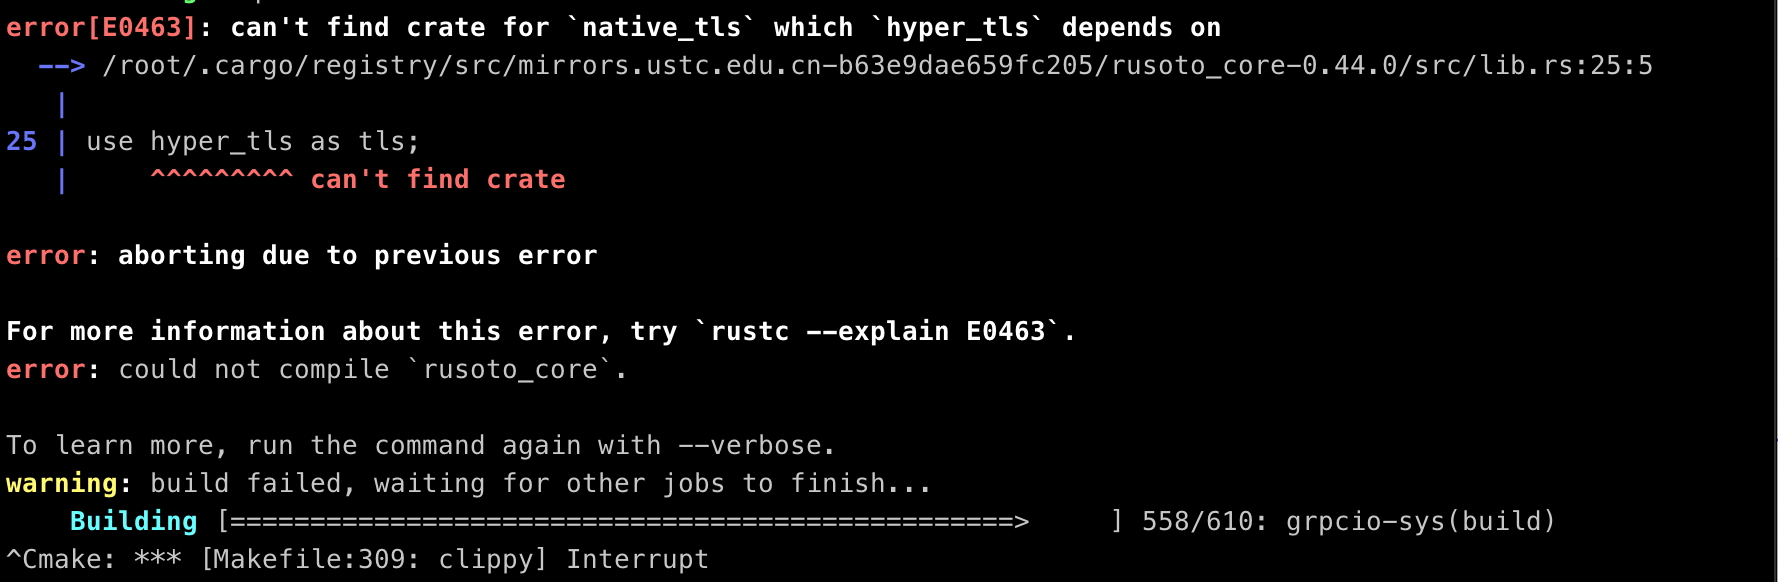 error[E0463]: can't find crate for `native_tls` which `hyper_tls` depends on
  --> /root/.cargo/registry/src/mirrors.ustc.edu.cn-b63e9dae659fc205/rusoto_core-0.44.0/src/lib.rs:25:5
   |
25 | use hyper_tls as tls;
   |     ^^^^^^^^^ can't find crate

error: aborting due to previous error

For more information about this error, try `rustc --explain E0463`.
error: could not compile `rusoto_core`.

To learn more, run the command again with --verbose.
warning: build failed, waiting for other jobs to finish...
    Building [=================================================>     ] 558/610: grpcio-sys(build)
^Cmake: *** [Makefile:309: clippy] Interrupt